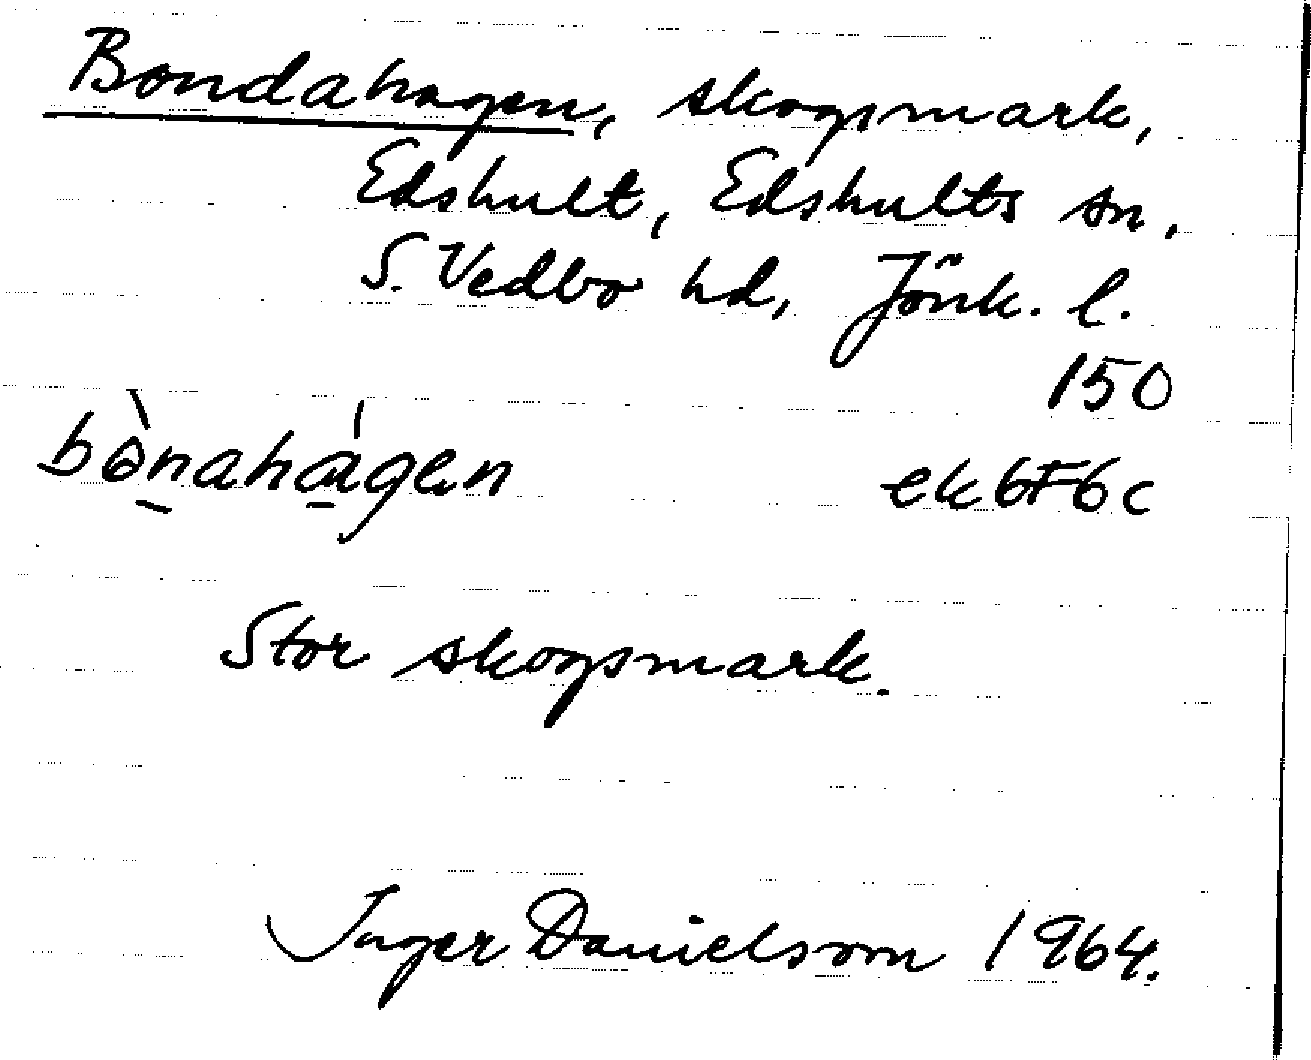 Bondahagen, skogsmark,
Edshult, Edshults sn,
S. Vedbo hd, Jönk. l.
150
bònahágen ek6F6c
Stor skogsmark.
Inger Danielsson 1964.